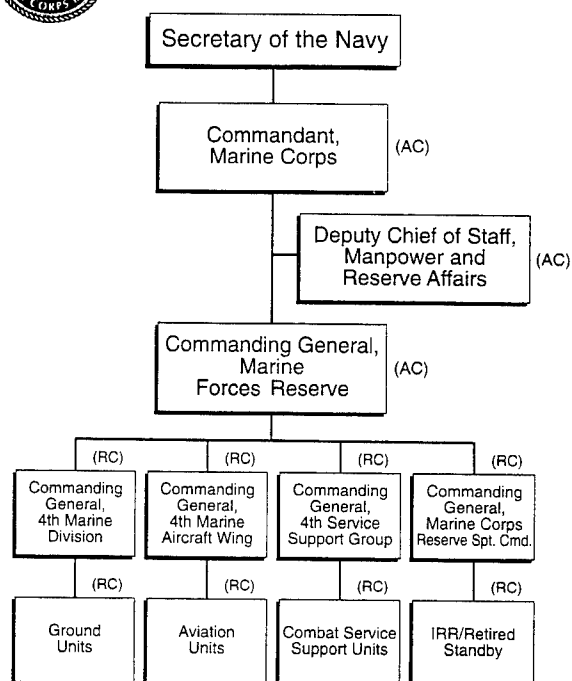 CORPS
Secretary of the Navy
Commandant,
Marine Corps
(AC)
Deputy Chief of Staff,
Manpower and
Reserve Affairs
(AC)
Commanding General,
Marine
Forces Reserve
(AC)
(RC)
(RC)
(RC)
(RC)
Commanding
General,
4th Marine
Division
Commanding
General,
4th Marine
Aircraft Wing
Commanding
General,
4th Service
Support Group
Commanding
General,
Marine Corps
Reserve Spt. Cmd.
(RC)
(RC)
(RC)
(RC)
Ground
Units
Aviation
Units
Combat Service
Support Units
IRR/Retired
Standby